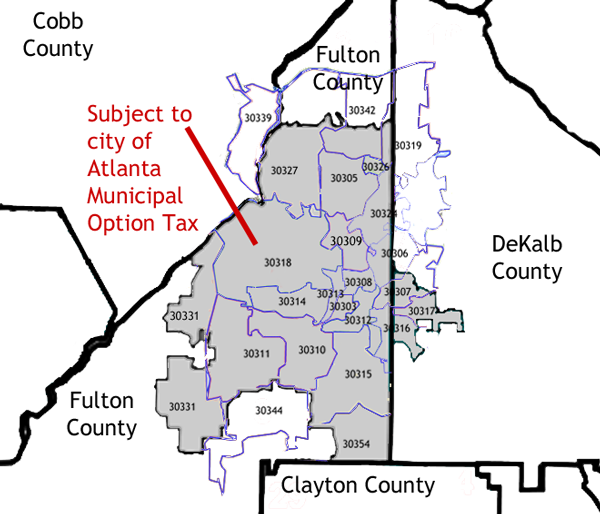 Cobb
County
Fulton
County
30342
30339
Subject to
city of
Atlanta
Municipal
Option Tax
30319
30327
30326
30305
30324
30309
30306
DeKalb
County
30318
30308
30307
30313
30314
30303
30317
30331
30312
30316
30311
30310
30315
Fulton
County
30331
30344
30354
Clayton County